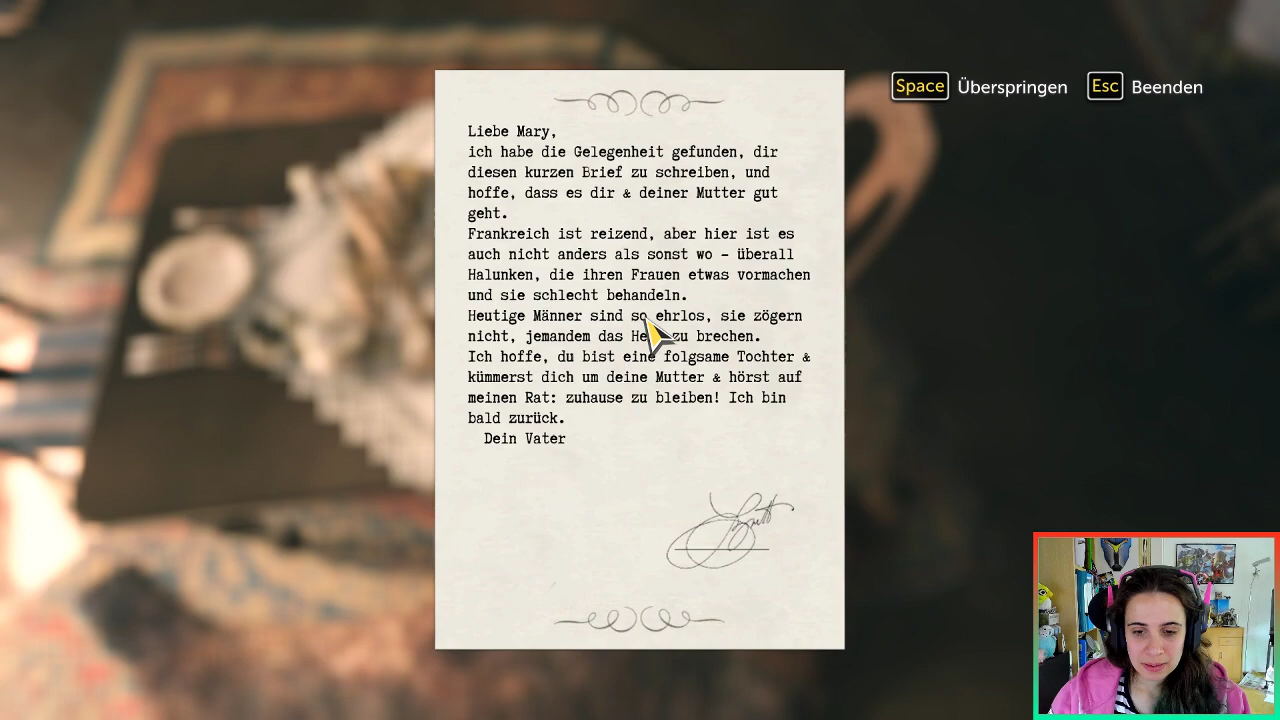 Space Überspringen Esc Beenden
Liebe Mary,
ich habe die Gelegenheit gefunden, dir
diesen kurzen Brief zu schreiben, und
hoffe, dass es dir & deiner Mutter gut
geht.
Frankreich ist reizend, aber hier ist es
auch nicht anders als sonst wo – überall
Halunken, die ihren Frauen etwas vormachen
und sie schlecht behandeln.
Heutige Männer sind so ehrlos, sie zögern
nicht, jemandem das He zu brechen.
Ich hoffe, du bist eine folgsame Tochter &
kümmerst dich um deine Mutter & hörst auf
meinen Rat: zuhause zu bleiben! Ich bin
bald zurück.
Dein Vater